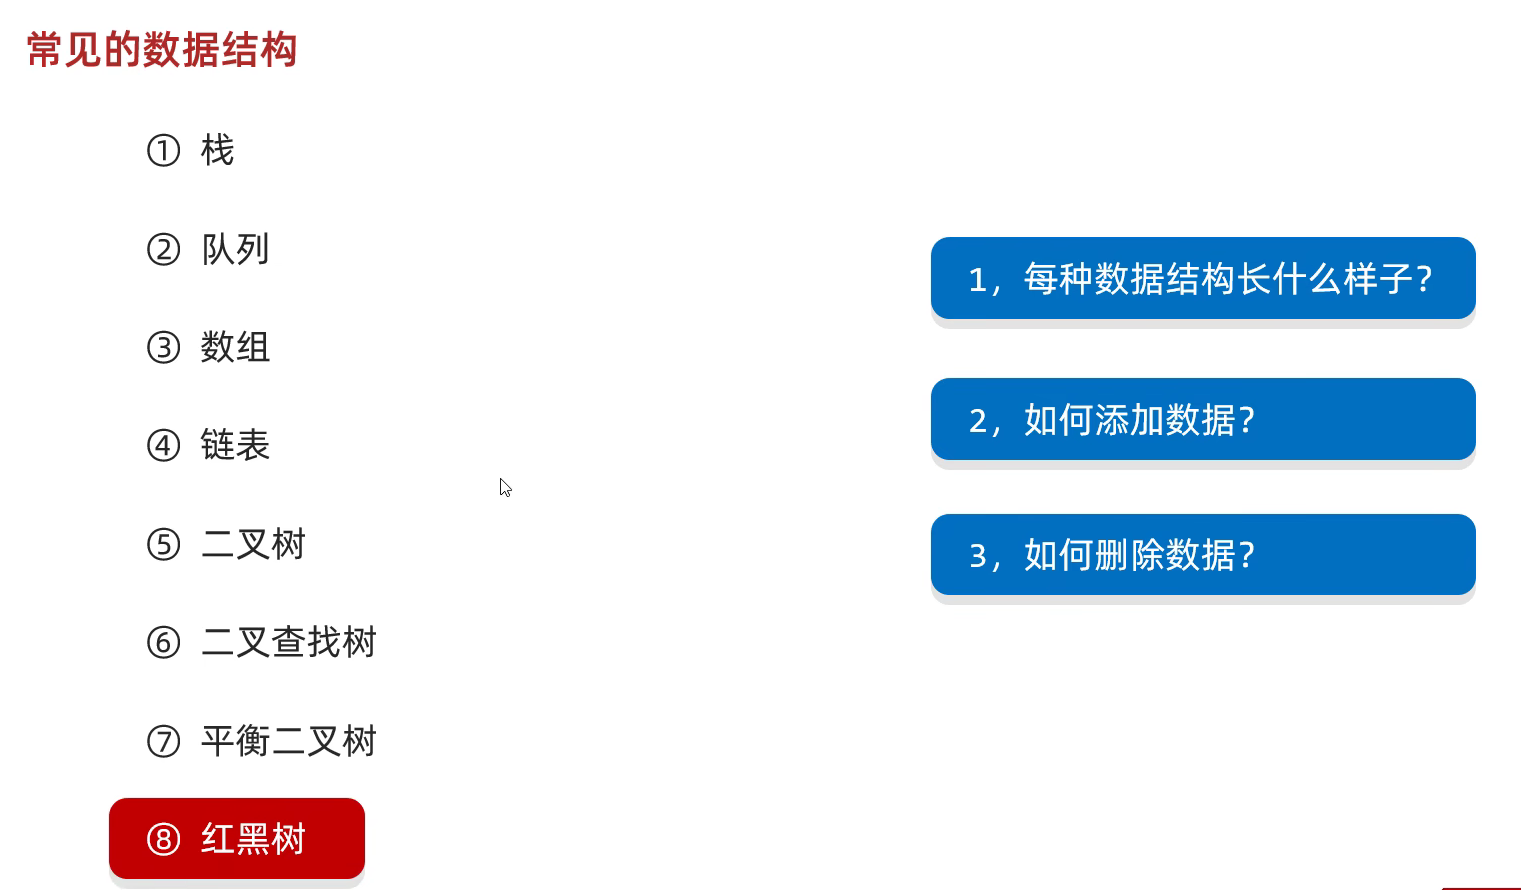 常见的数据结构
① 栈
② 队列
③ 数组
④ 链表
⑤ 二叉树
⑥ 二叉查找树
⑦ 平衡二叉树
⑧ 红黑树
1，每种数据结构长什么样子?
2，如何添加数据?
3，如何删除数据?